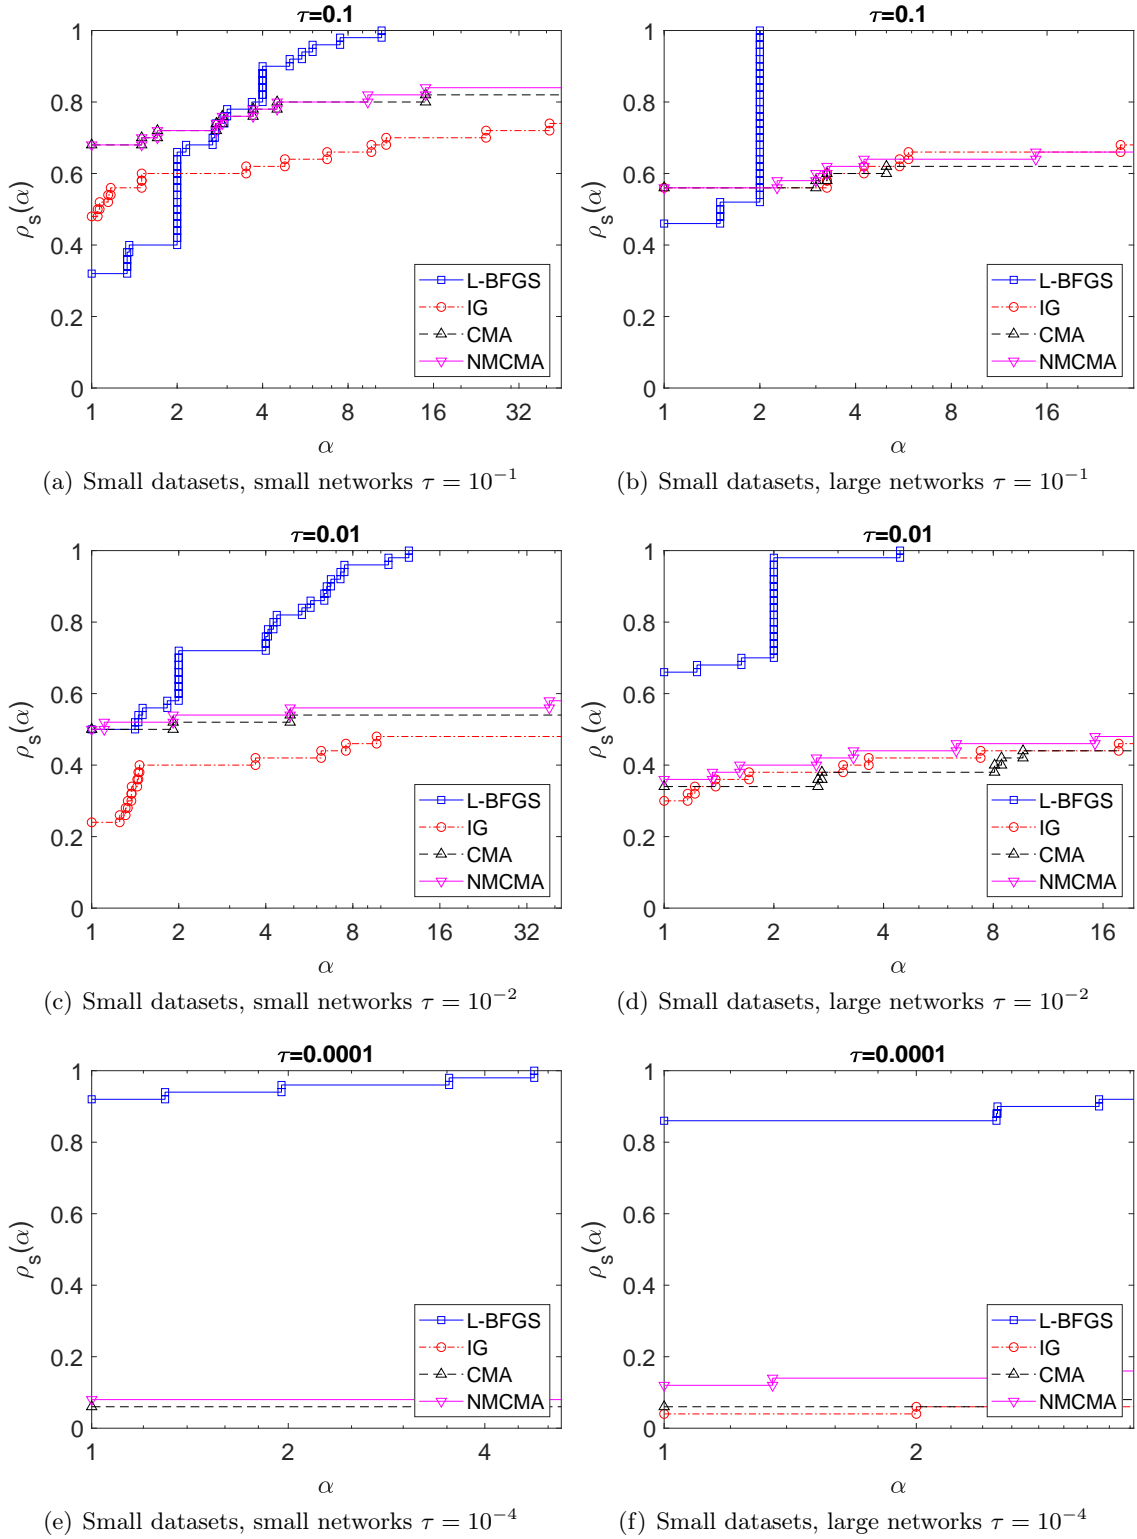 τ=0.1
1
0.8
0.6
0.4
0.2
0
ρs(α)
L-BFGS
IG
CMA
NMCMA
1 2 4 8 16 32
α
(a) Small datasets, small networks τ = 10−1
τ=0.1
1
0.8
0.6
0.4
0.2
0
ρs(α)
L-BFGS
IG
CMA
NMCMA
1 2 4 8 16
α
(b) Small datasets, large networks τ = 10−1
τ=0.01
1
0.8
0.6
0.4
0.2
0
ρs(α)
L-BFGS
IG
CMA
NMCMA
1 2 4 8 16 32
α
(c) Small datasets, small networks τ = 10−2
τ=0.01
1
0.8
0.6
0.4
0.2
0
ρs(α)
L-BFGS
IG
CMA
NMCMA
1 2 4 8 16
α
(d) Small datasets, large networks τ = 10−2
τ=0.0001
1
0.8
0.6
0.4
0.2
0
ρs(α)
L-BFGS
IG
CMA
NMCMA
1 2 4
α
(e) Small datasets, small networks τ = 10−4
τ=0.0001
1
0.8
0.6
0.4
0.2
0
ρs(α)
L-BFGS
IG
CMA
NMCMA
1 2
α
(f) Small datasets, large networks τ = 10−4